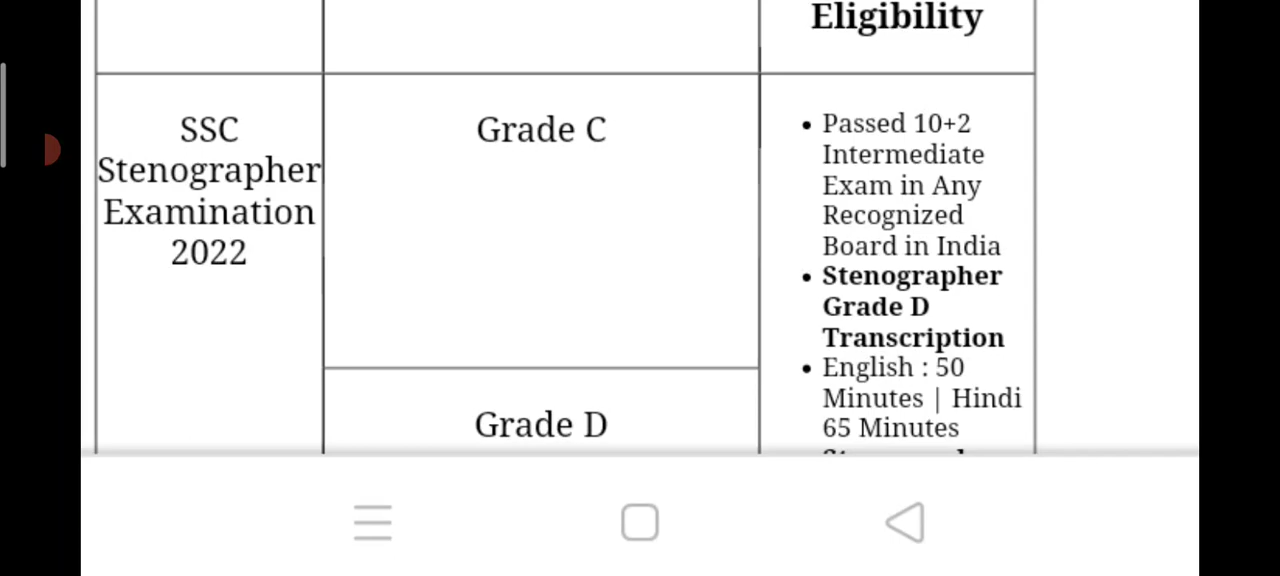 Eligibility
SSC
Stenographer
Examination
2022
Grade C
Grade D
• Passed 10+2
Intermediate
Exam in Any
Recognized
Board in India
• Stenographer
Grade D
Transcription
• English : 50
Minutes | Hindi
65 Minutes